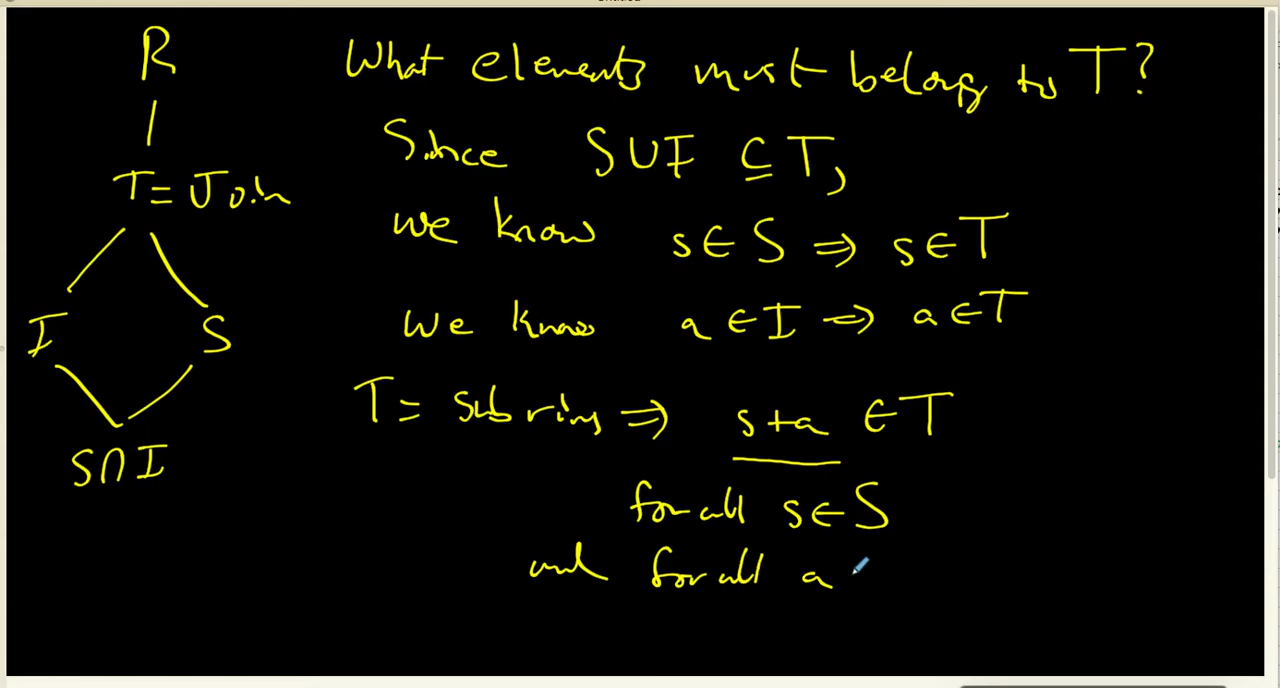 R
T = Join
I
S
S∩I
What elements must belong to T?
Since S∪I ⊆ T,
we know s∈S ⇒ s∈T
We know a∈I ⇒ a∈T
T = subring ⇒ s+a ∈T
for all s∈S
and for all a